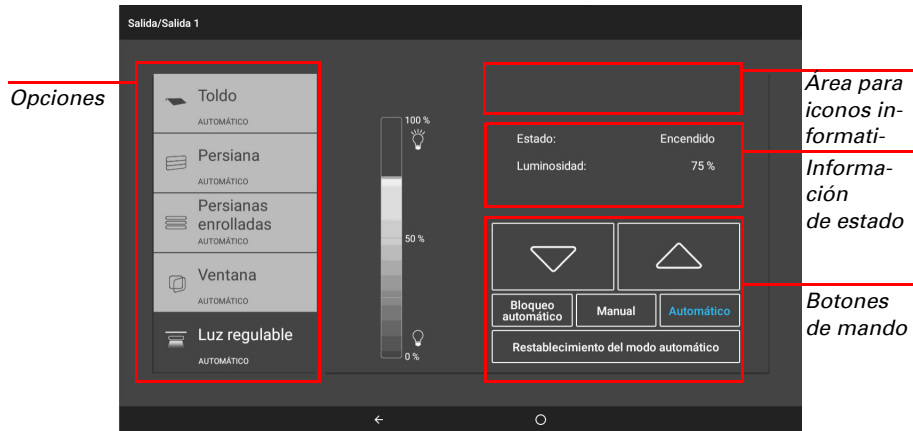 Salida/Salida 1
Opciones
Toldo
AUTOMÁTICO
Persiana
AUTOMÁTICO
Persianas
enrolladas
AUTOMÁTICO
Ventana
AUTOMÁTICO
Luz regulable
AUTOMÁTICO
100 %
50 %
0 %
Estado: Encendido
Luminosidad: 75 %
Bloqueo
automático
Manual
Automático
Restablecimiento del modo automático
Área para
iconos in-
formati-
Informa-
ción
de estado
Botones
de mando